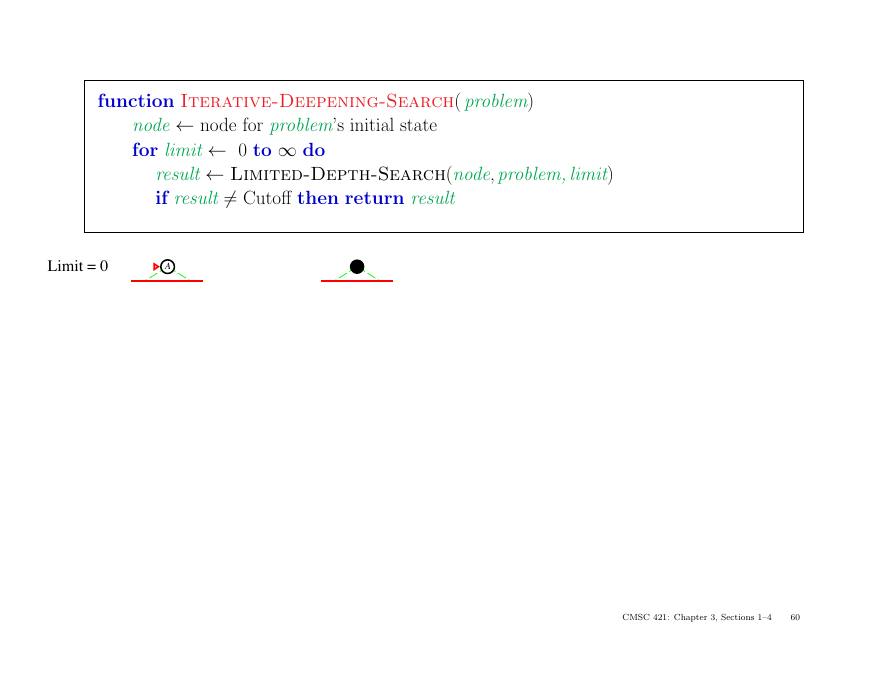 function Iterative-Deepening-Search( problem)
node ← node for problem's initial state
for limit ← 0 to ∞ do
result ← Limited-Depth-Search(node, problem, limit)
if result ≠ Cutoff then return result
Limit = 0 A
CMSC 421: Chapter 3, Sections 1–4 60